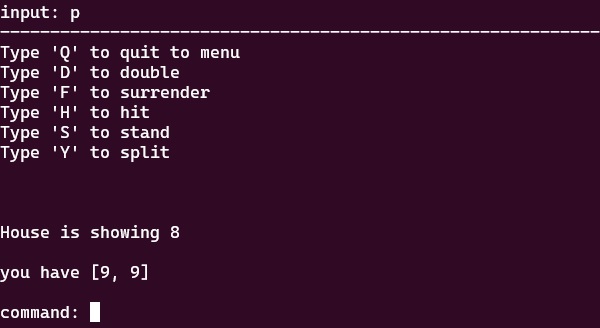 input: p
------------------------------------------------------------
Type 'Q' to quit to menu
Type 'D' to double
Type 'F' to surrender
Type 'H' to hit
Type 'S' to stand
Type 'Y' to split
House is showing 8
you have [9, 9]
command: